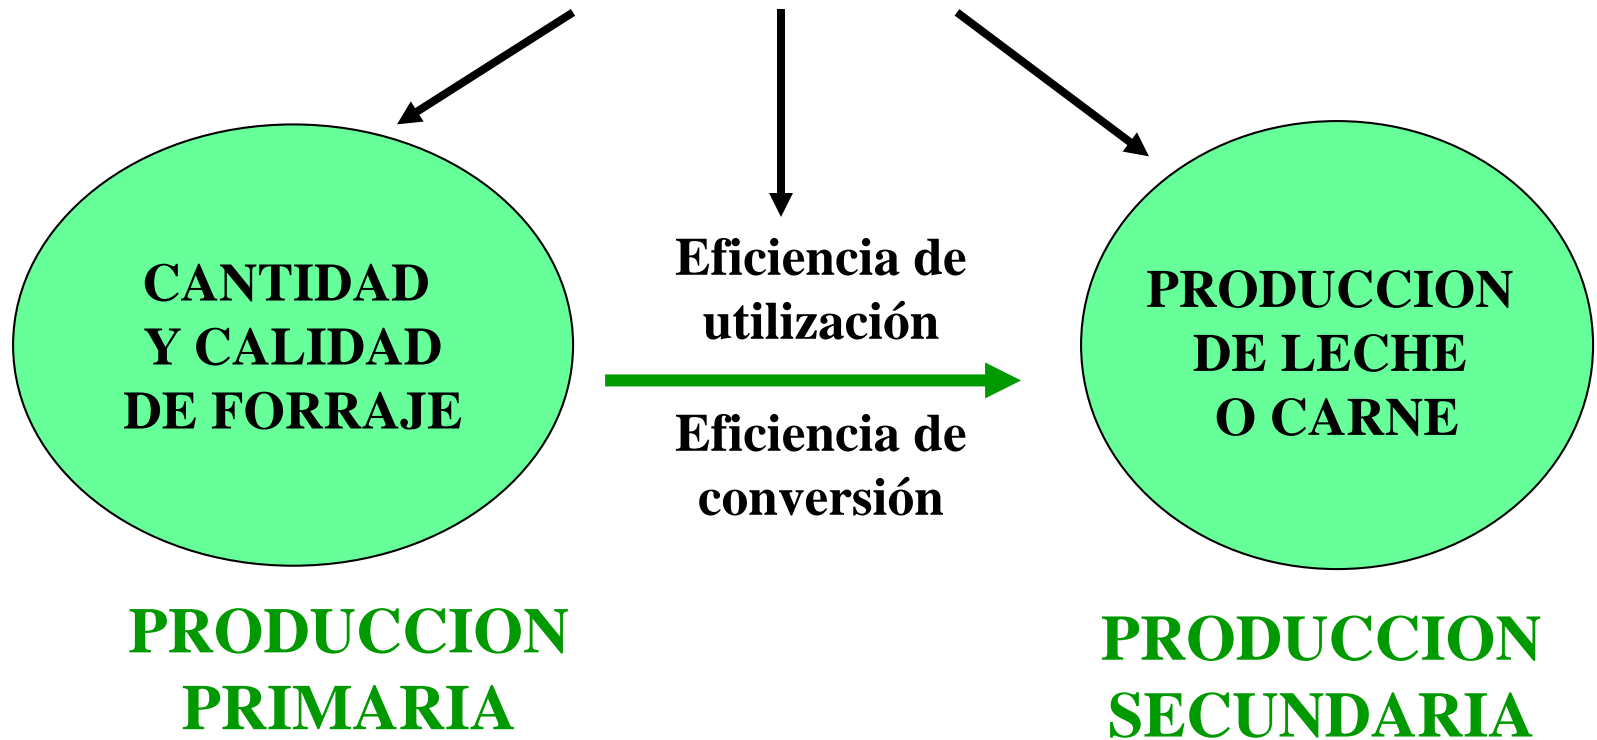 CANTIDAD
Y CALIDAD
DE FORRAJE
Eficiencia de
utilización
Eficiencia de
conversión
PRODUCCION
DE LECHE
O CARNE
PRODUCCION
PRIMARIA
PRODUCCION
SECUNDARIA